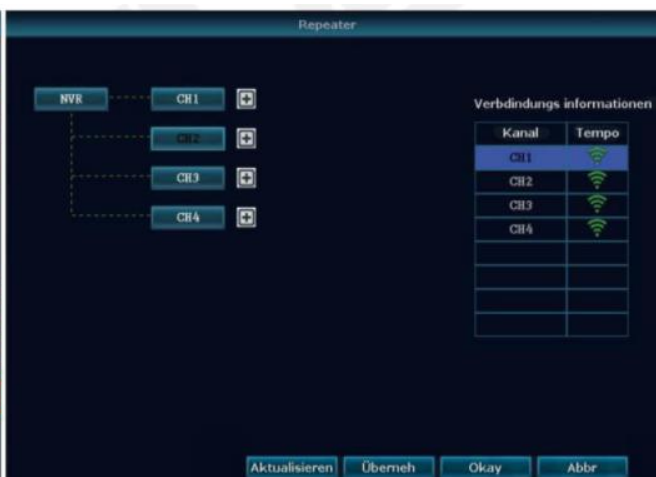 Repeater
NVR
CH1
CH2
CH3
CH4
Verbdindungs informationen
Kanal Tempo
CH1
CH2
CH3
CH4
Aktualisieren Überneh Okay Abbr